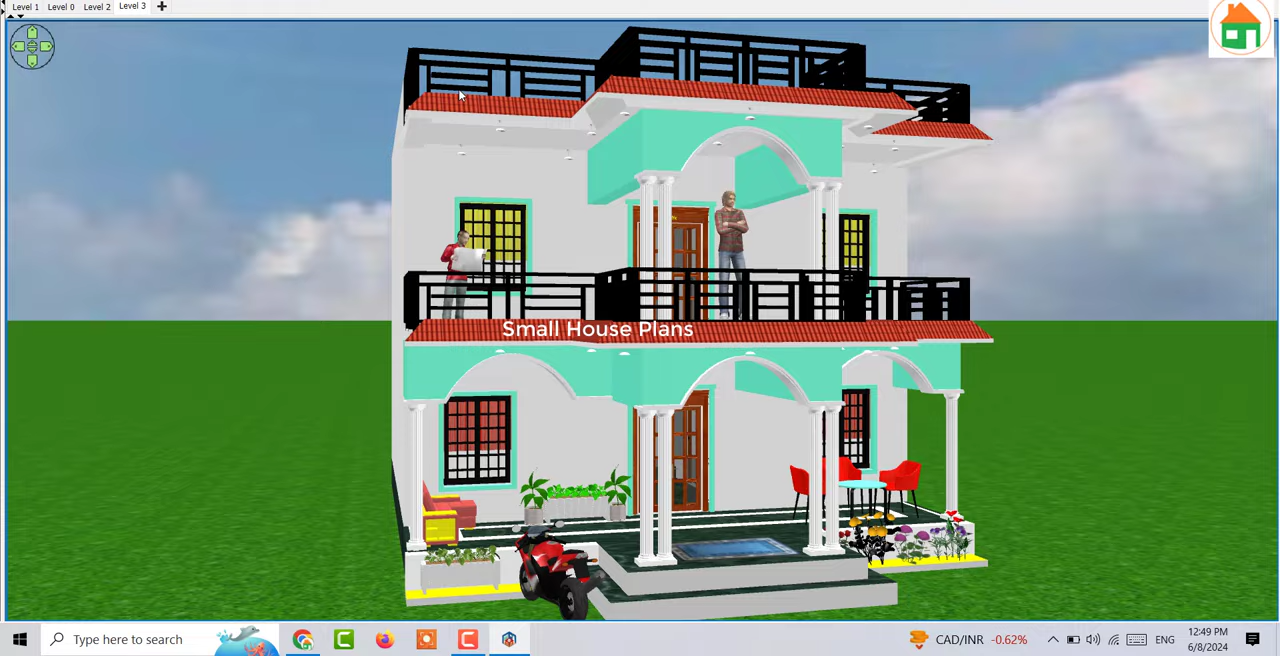 Level 1 Level 0 Level 2 Level 3
Small House Plans
Type here to search
CAD/INR -0.62%
ENG
12:49 PM
6/8/2024